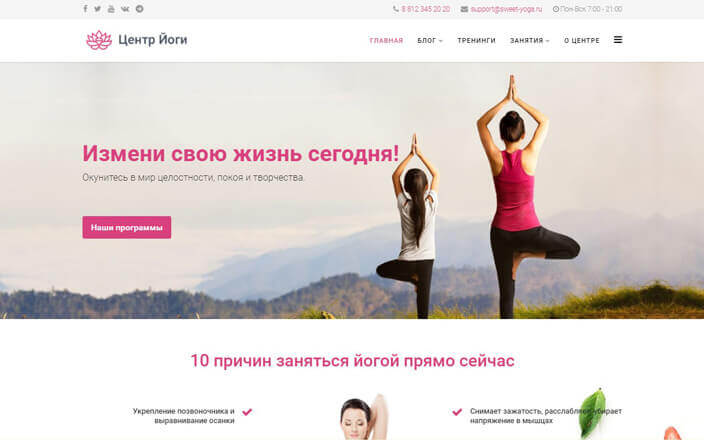 8 812 345 20 20 support@sweet-yoga.ru Пон-Вск 7:00 - 21:00
Центр Йоги ГЛАВНАЯ БЛОГ ТРЕНИНГИ ЗАНЯТИЯ О ЦЕНТРЕ
Измени свою жизнь сегодня!
Окунитесь в мир целостности, покоя и творчества.
Наши программы
10 причин заняться йогой прямо сейчас
Укрепление позвоночника и
выравнивание осанки
Снимает зажатость, расслабляет, убирает
напряжение в мышцах